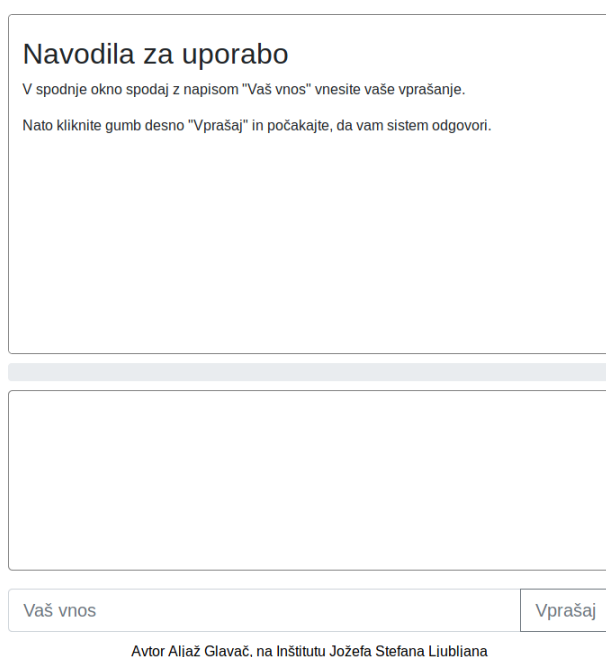 Navodila za uporabo
V spodnje okno spodaj z napisom "Vaš vnos" vnesite vaše vprašanje.
Nato kliknite gumb desno "Vprašaj" in počakajte, da vam sistem odgovori.
Vaš vnos
Vprašaj
Avtor Aljaž Glavač, na Inštitutu Jožefa Stefana Ljubljana